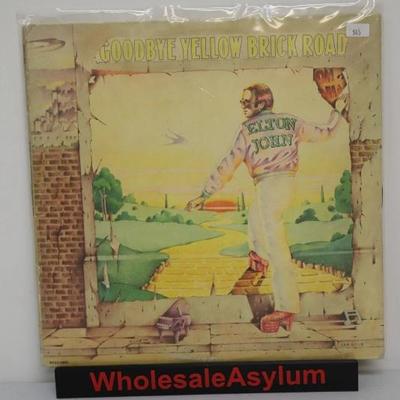 GOODBYE YELLOW BRICK ROAD
ELTON
JOHN
WholesaleAsylum